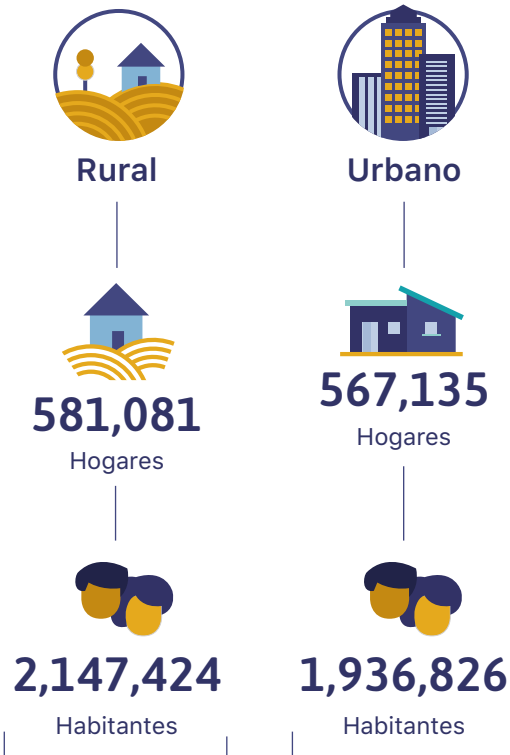 Rural
581,081
Hogares
2,147,424
Habitantes
Urbano
567,135
Hogares
1,936,826
Habitantes